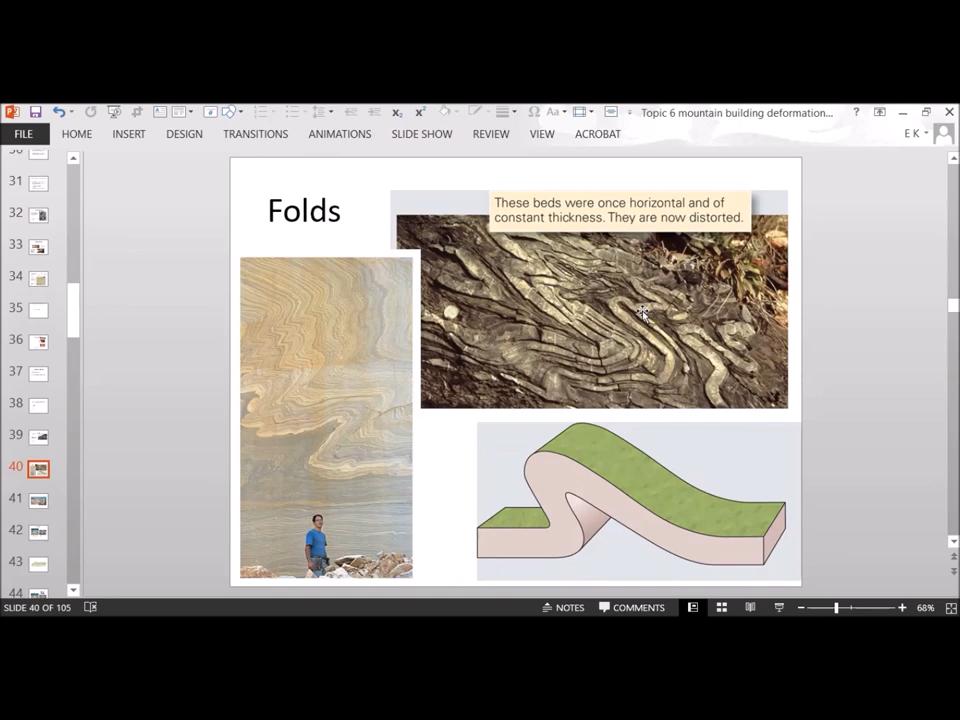 Topic 6 mountain building deformation...
FILE HOME INSERT DESIGN TRANSITIONS ANIMATIONS SLIDE SHOW REVIEW VIEW ACROBAT E K
30
31
32
33
34
35
36
37
38
39
40
41
42
43
44
Folds
These beds were once horizontal and of
constant thickness. They are now distorted.
SLIDE 40 OF 105 NOTES COMMENTS 68%